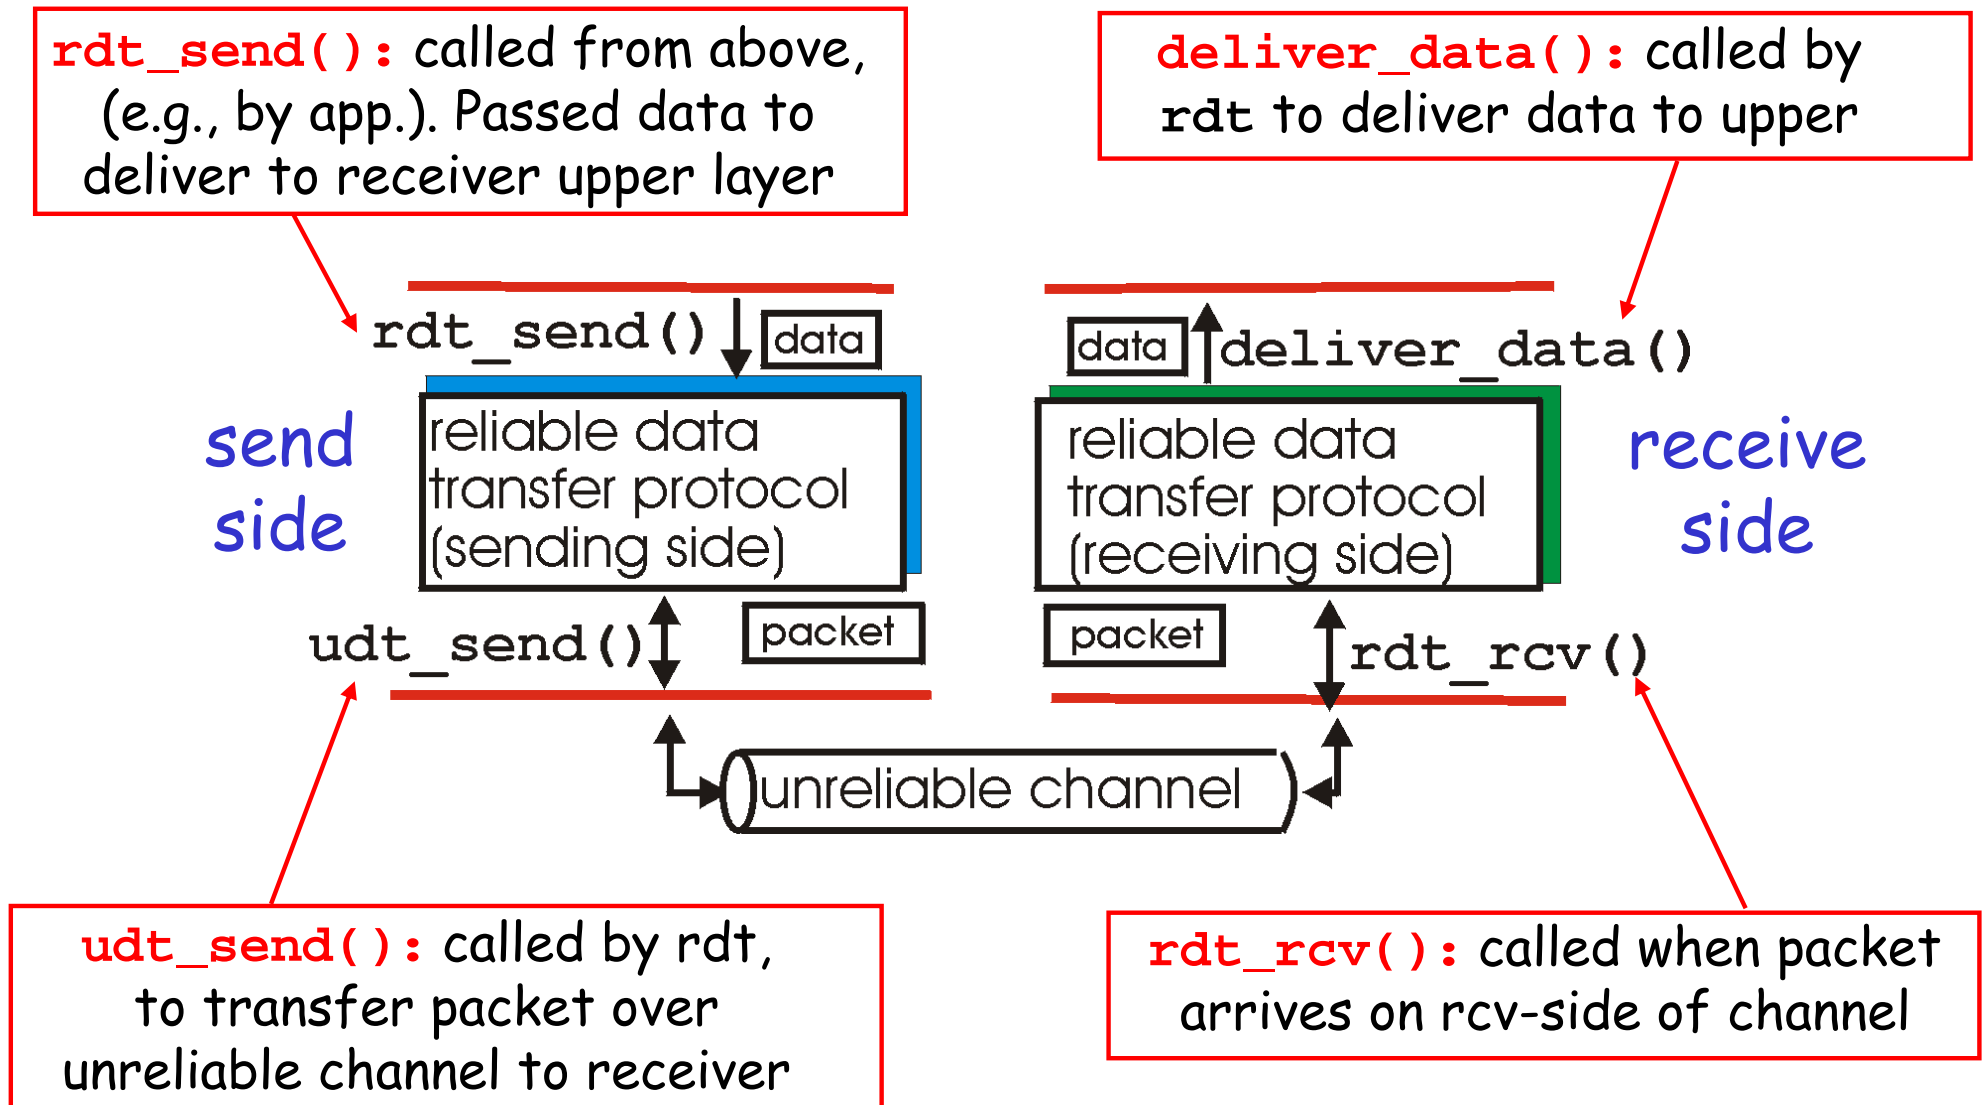 rdt_send(): called from above,
(e.g., by app.). Passed data to
deliver to receiver upper layer
deliver_data(): called by
rdt to deliver data to upper
rdt_send()
data
data
deliver_data()
send
side
reliable data
transfer protocol
(sending side)
reliable data
transfer protocol
(receiving side)
receive
side
udt_send()
packet
packet
rdt_rcv()
unreliable channel
udt_send(): called by rdt,
to transfer packet over
unreliable channel to receiver
rdt_rcv(): called when packet
arrives on rcv-side of channel